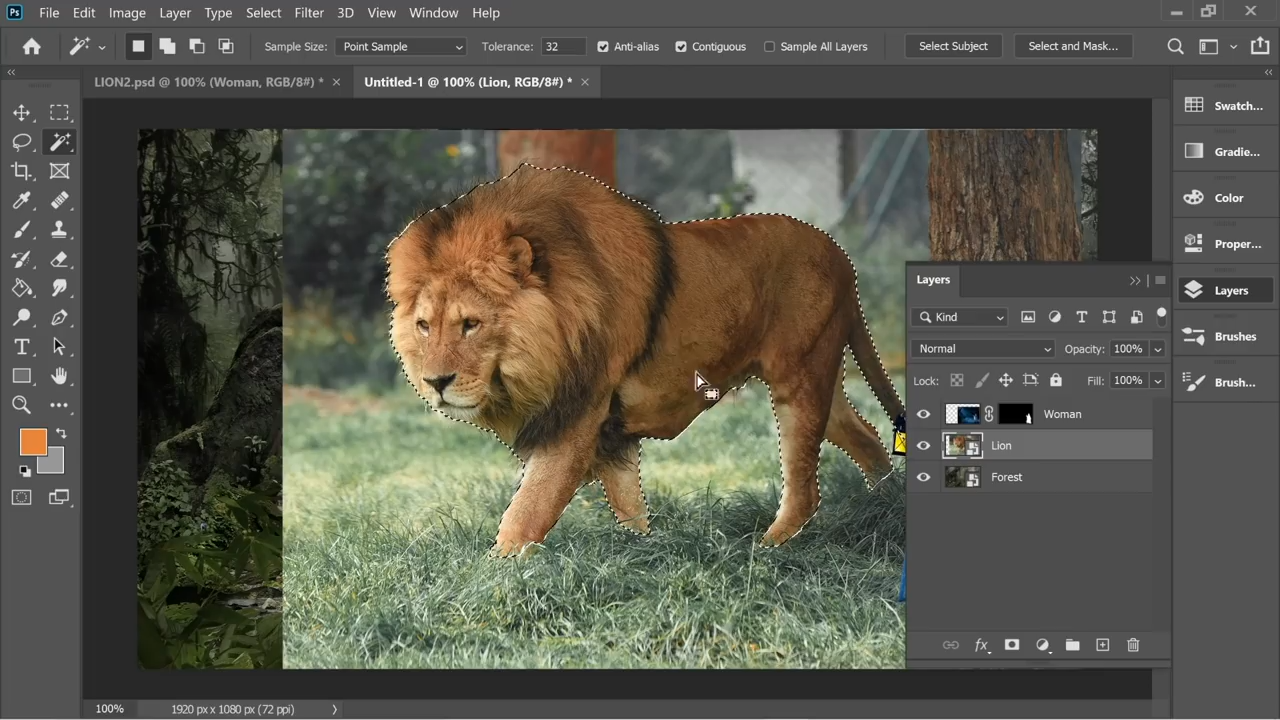 Ps File Edit Image Layer Type Select Filter 3D View Window Help
Sample Size: Point Sample Tolerance: 32 Anti-alias Contiguous Sample All Layers Select Subject Select and Mask...
LION2.psd @ 100% (Woman, RGB/8#) * Untitled-1 @ 100% (Lion, RGB/8#) *
Swatch...
Gradie...
Color
Proper...
Layers
Brushes
Brush...
Layers
Kind
Normal Opacity: 100%
Lock: Fill: 100%
Woman
Lion
Forest
fx
100% 1920 px x 1080 px (72 ppi)